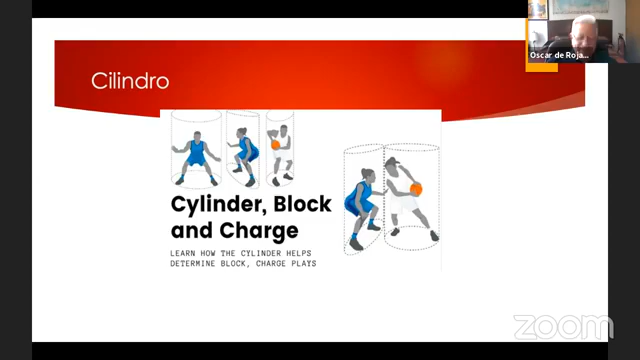 Oscar de Roja...
Cilindro
Cylinder, Block
and Charge
LEARN HOW THE CYLINDER HELPS
DETERMINE BLOCK, CHARGE PLAYS
zoom